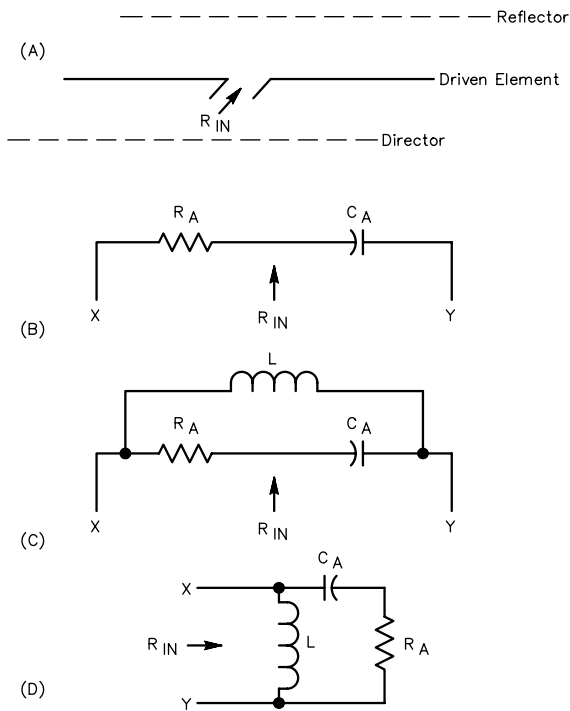 Reflector
(A)
Driven Element
R IN
Director
R A
C A
X
R IN
Y
(B)
L
R A
C A
X
R IN
Y
(C)
C A
X
R IN
L
R A
Y
(D)